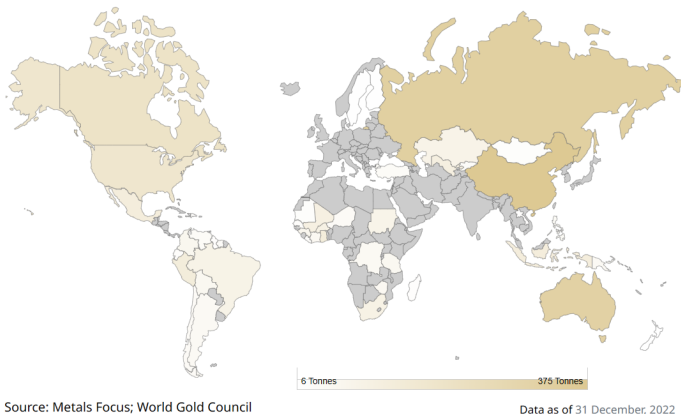 6 Tonnes 375 Tonnes
Source: Metals Focus; World Gold Council
Data as of 31 December, 2022